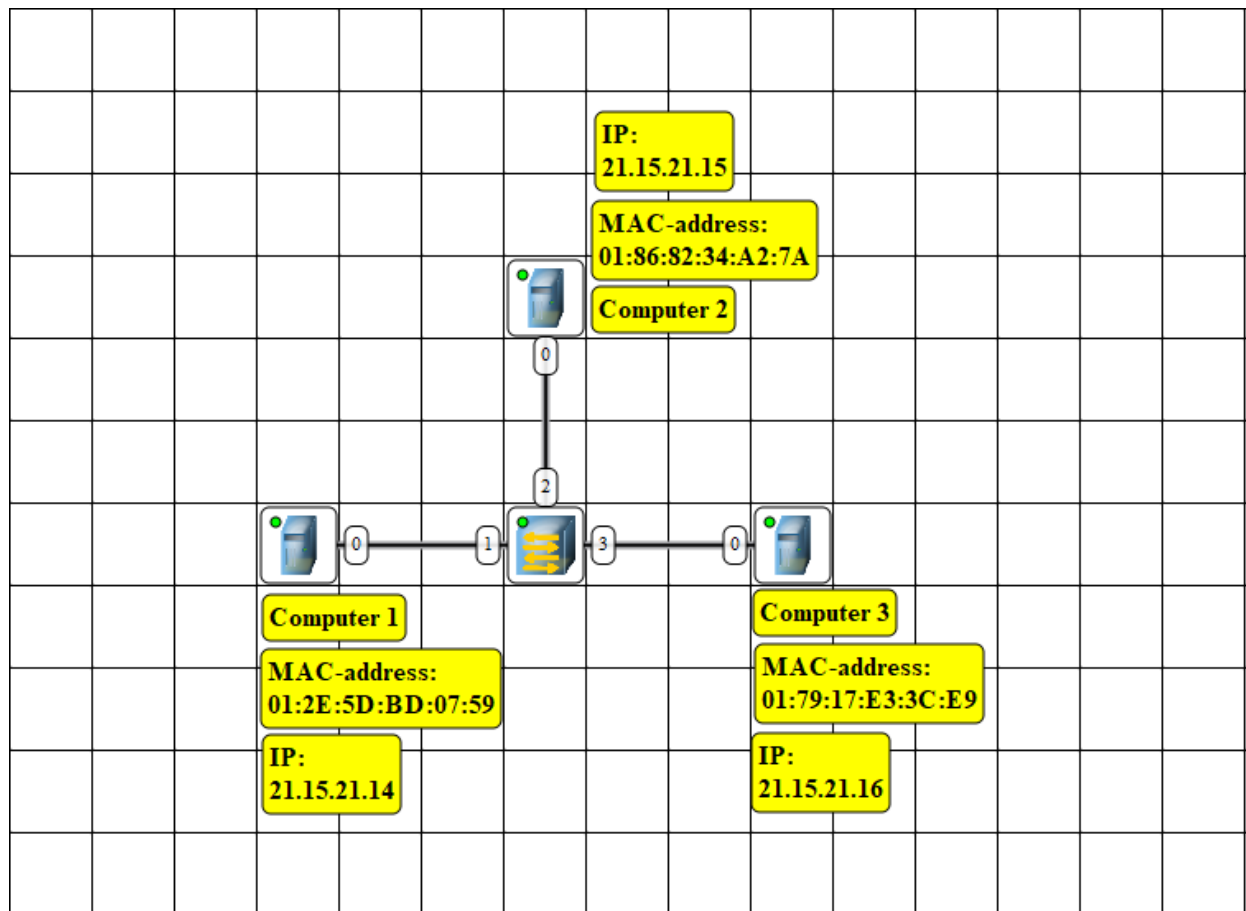 IP:
21.15.21.15
MAC-address:
01:86:82:34:A2:7A
Computer 2
0
2
0
1
3
0
Computer 1
MAC-address:
01:2E:5D:BD:07:59
IP:
21.15.21.14
Computer 3
MAC-address:
01:79:17:E3:3C:E9
IP:
21.15.21.16